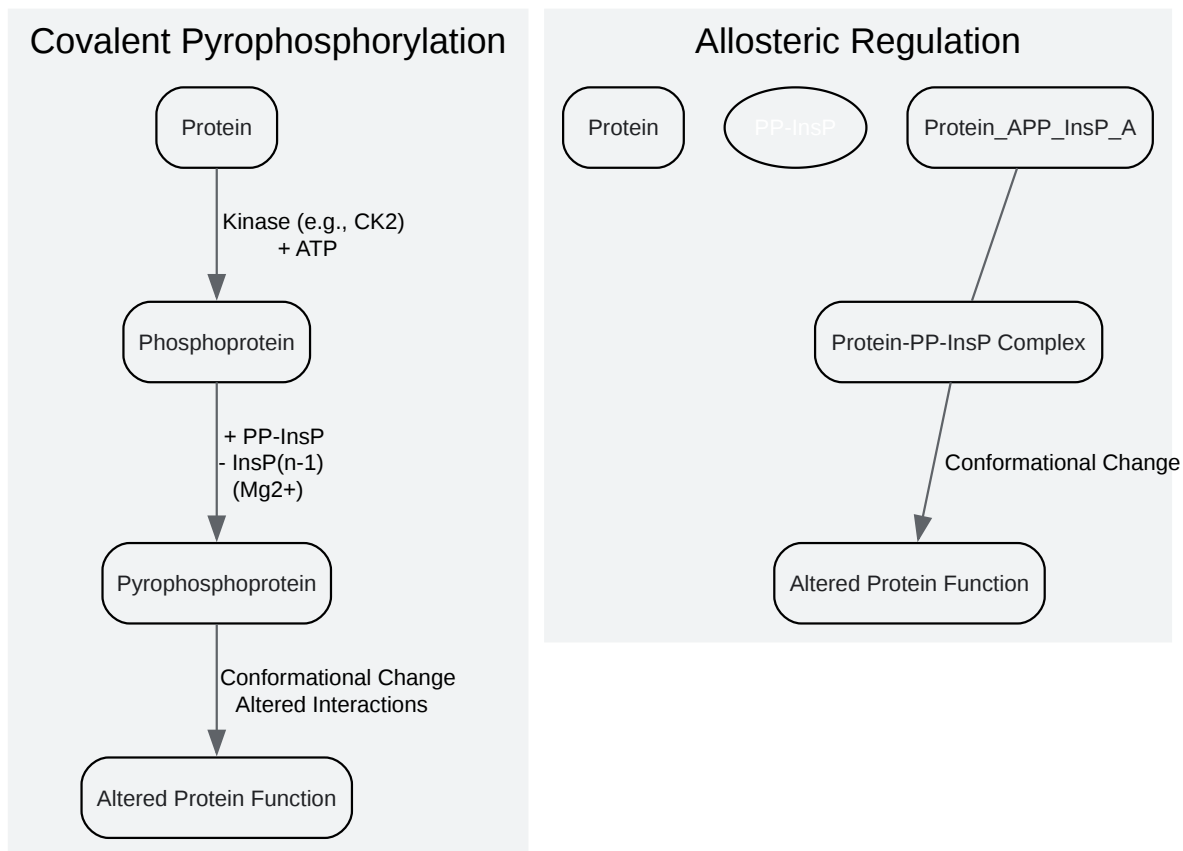 Covalent Pyrophosphorylation
Protein
Kinase (e.g., CK2)
+ ATP
Phosphoprotein
+ PP-InsP
- InsP(n-1)
(Mg2+)
Pyrophosphoprotein
Conformational Change
Altered Interactions
Altered Protein Function
Allosteric Regulation
Protein
PP-InsP
Protein_APP_InsP_A
Protein-PP-InsP Complex
Conformational Change
Altered Protein Function